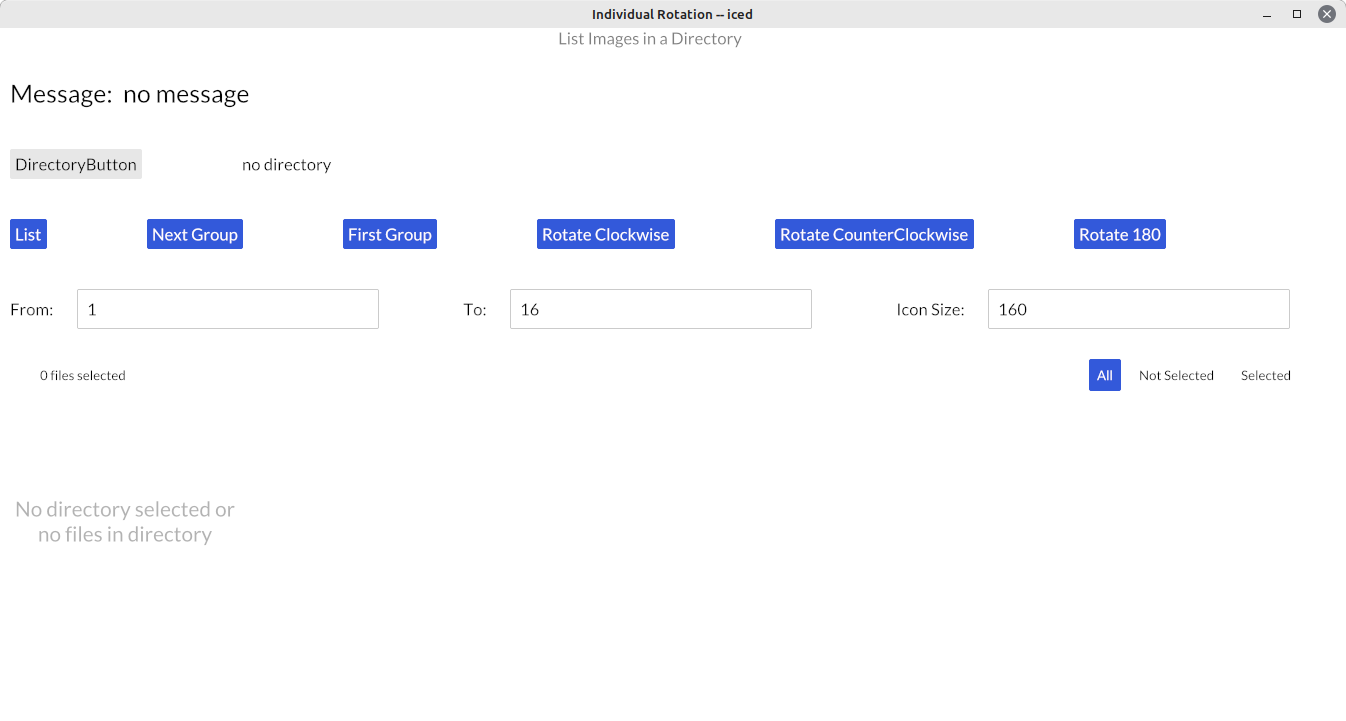 Individual Rotation -- iced
List Images in a Directory
Message: no message
DirectoryButton no directory
List Next Group First Group Rotate Clockwise Rotate CounterClockwise Rotate 180
From: 1 To: 16 Icon Size: 160
0 files selected All Not Selected Selected
No directory selected or
no files in directory